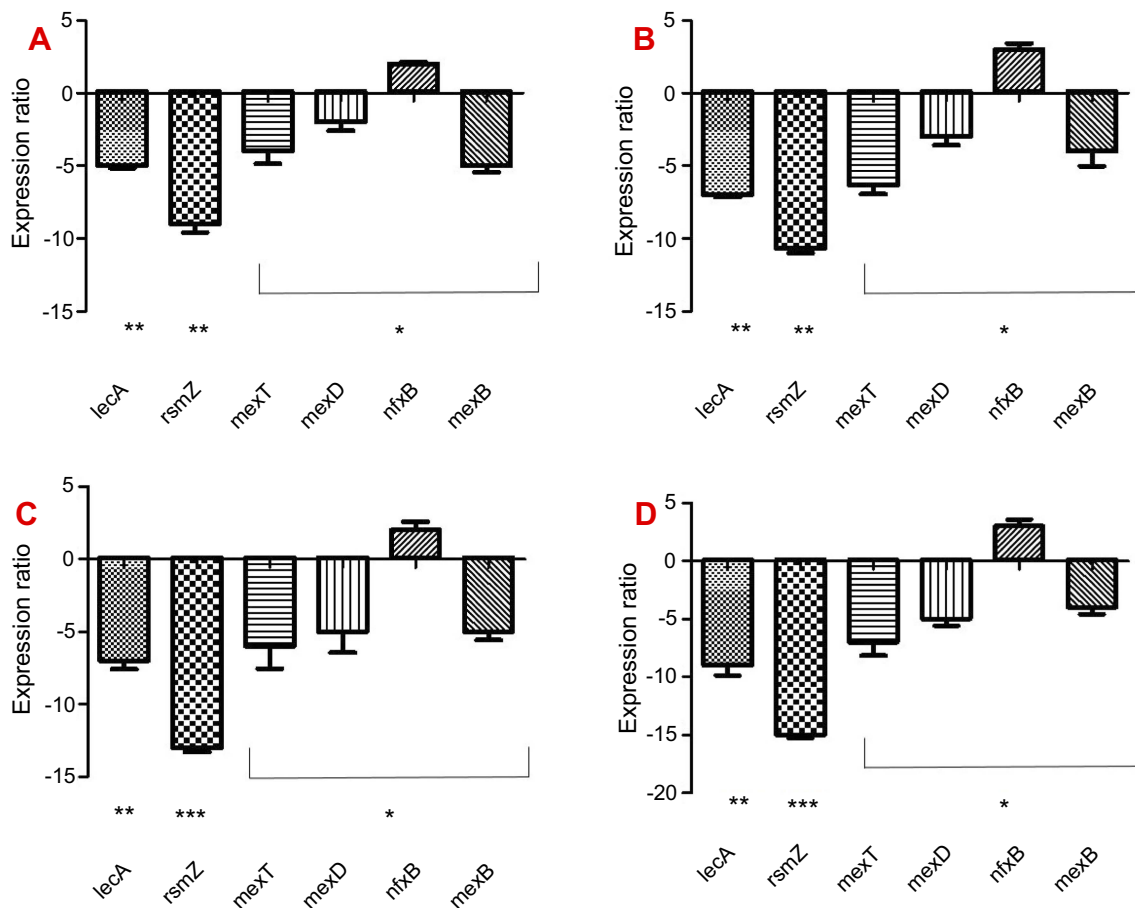 A
Expression ratio
5
0
-5
-10
-15
** ** *
lecA rsmZ mexT mexD nfxB mexB
B
Expression ratio
5
0
-5
-10
-15
** ** *
lecA rsmZ mexT mexD nfxB mexB
C
Expression ratio
5
0
-5
-10
-15
** *** *
lecA rsmZ mexT mexD nfxB mexB
D
Expression ratio
5
0
-5
-10
-15
-20
** *** *
lecA rsmZ mexT mexD nfxB mexB